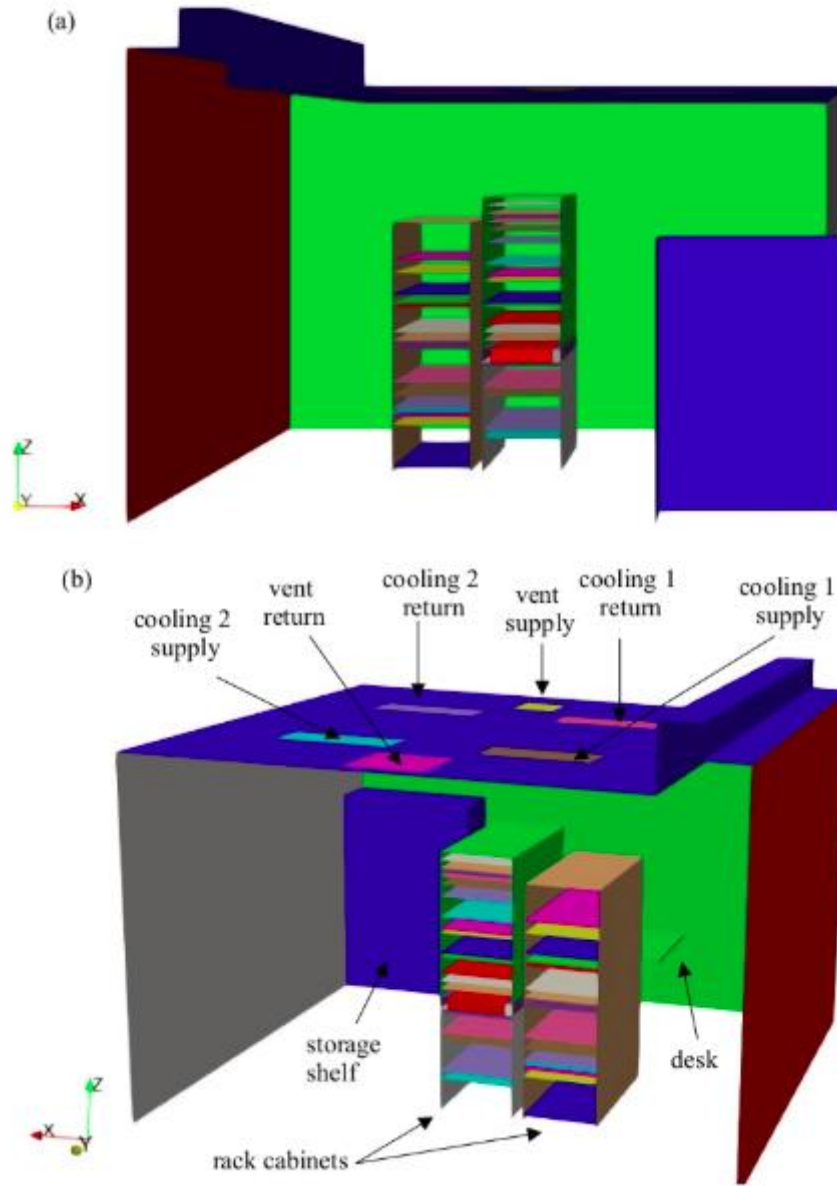 (a)
Z
Y
X
(b)
cooling 2
supply
vent
return
cooling 2
return
vent
supply
cooling 1
return
cooling 1
supply
storage
shelf
desk
rack cabinets
Z
X
Y